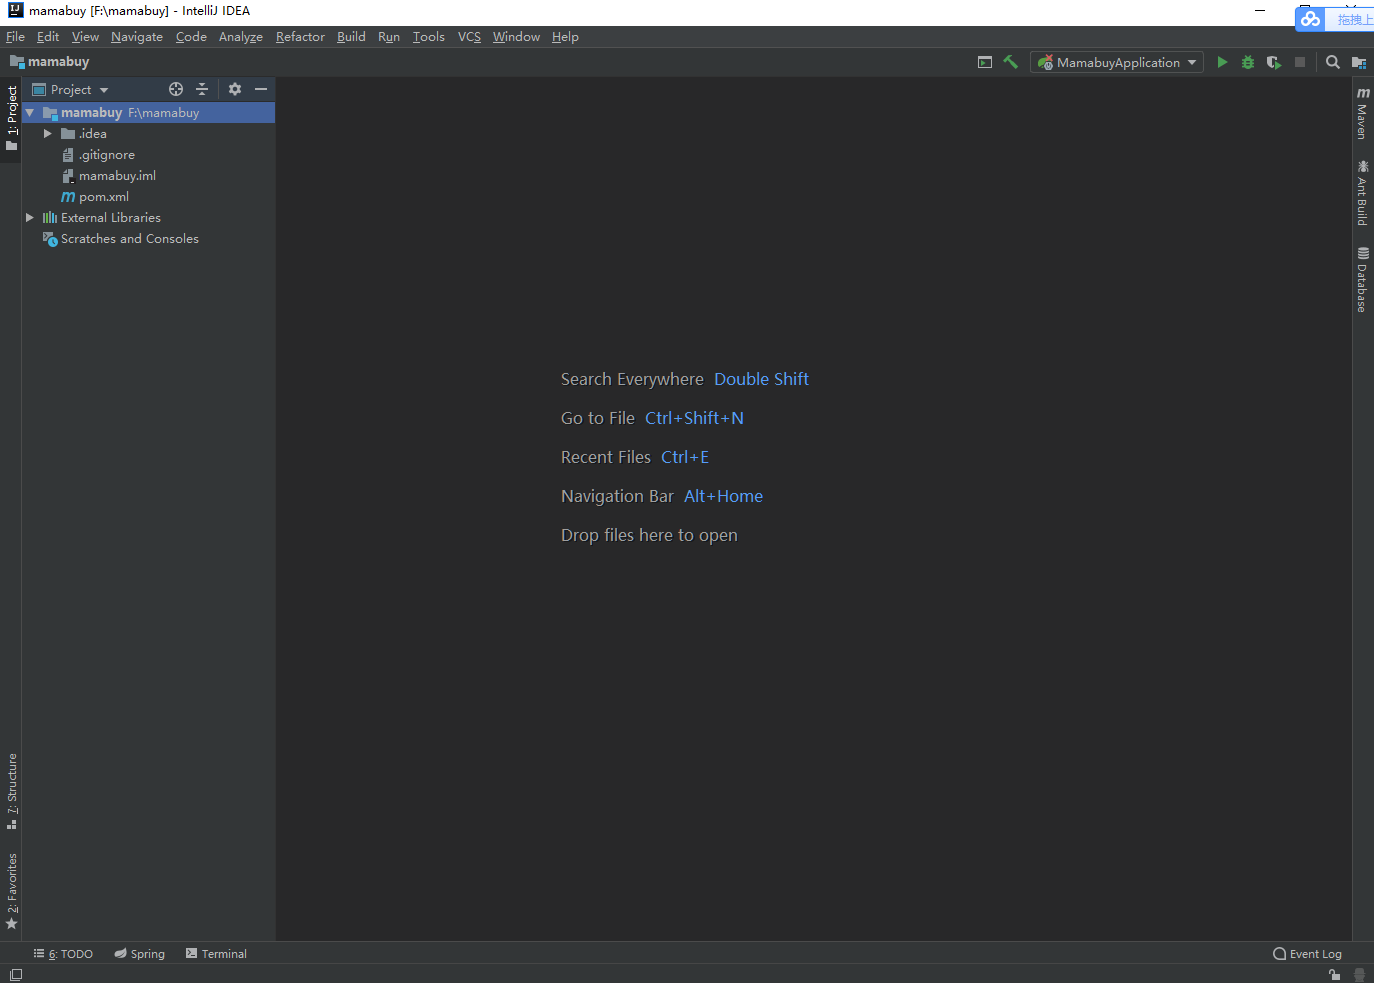 IJ mamabuy [F:\mamabuy] - IntelliJ IDEA
拖拽上
File Edit View Navigate Code Analyze Refactor Build Run Tools VCS Window Help
mamabuy
MamabuyApplication
1: Project
Project
mamabuy F:\mamabuy
.idea
.gitignore
mamabuy.iml
m pom.xml
External Libraries
Scratches and Consoles
Search Everywhere Double Shift
Go to File Ctrl+Shift+N
Recent Files Ctrl+E
Navigation Bar Alt+Home
Drop files here to open
m Maven
Ant Build
Database
7: Structure
2: Favorites
6: TODO
Spring
Terminal
Event Log